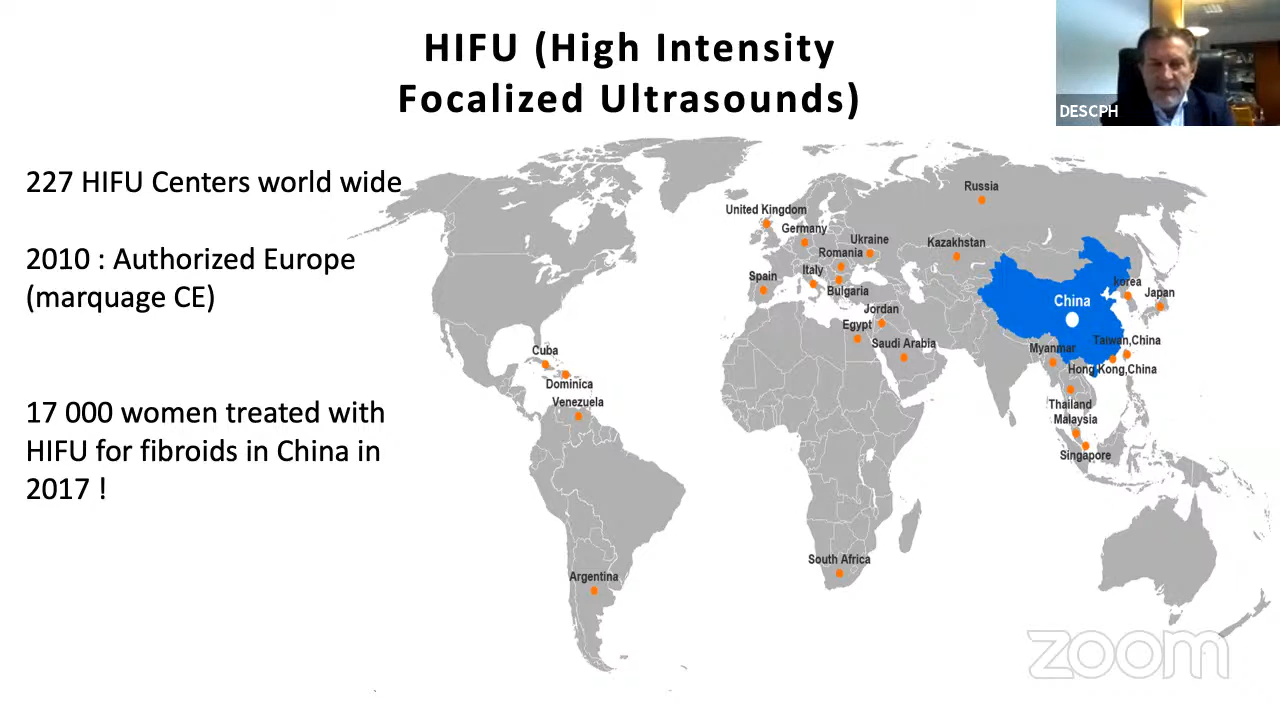 HIFU (High Intensity
Focalized Ultrasounds)
DESCPH
227 HIFU Centers world wide
2010 : Authorized Europe
(marquage CE)
17 000 women treated with
HIFU for fibroids in China in
2017 !
Russia
United Kingdom
Germany
Ukraine
Kazakhstan
Romania
Italy
Spain
Bulgaria
korea
Japan
China
Jordan
Egypt
Saudi Arabia
Taiwan,China
Myanmar
Hong Kong,China
Cuba
Dominica
Venezuela
Thailand
Malaysia
Singapore
South Africa
Argentina
zoom